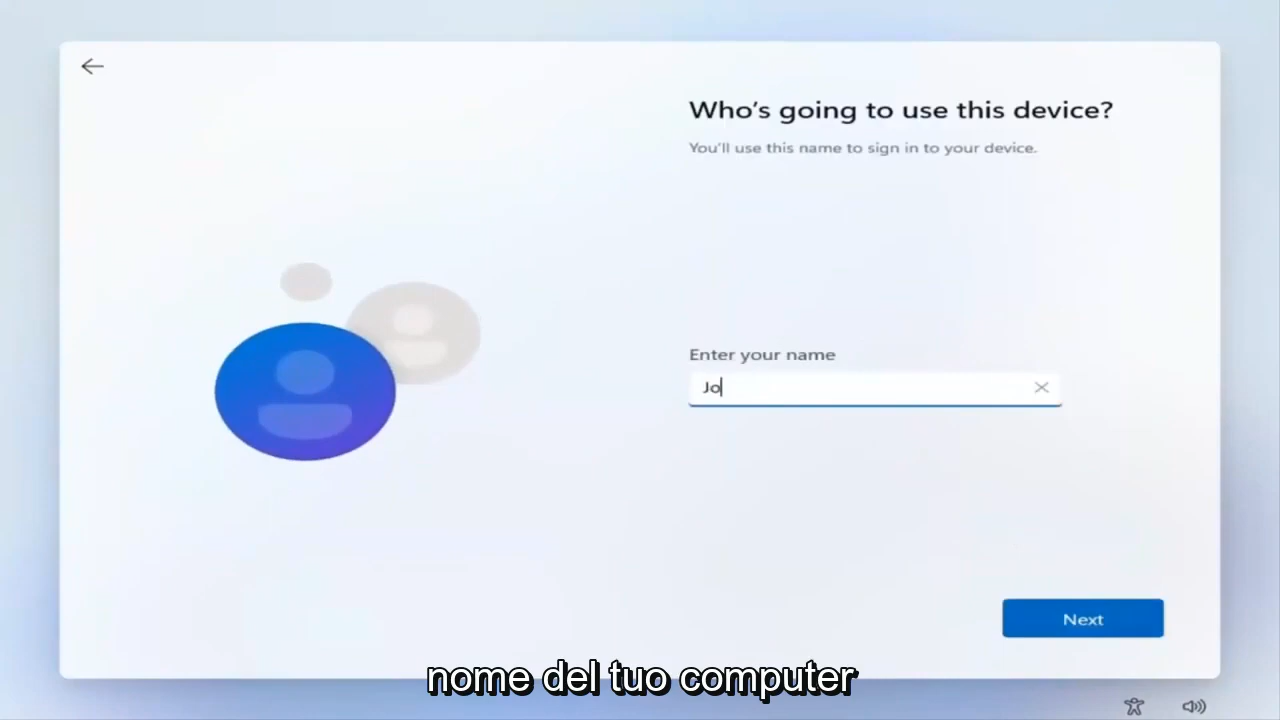 Who's going to use this device?
You'll use this name to sign in to your device.
Enter your name
Jo
Next
nome del tuo computer